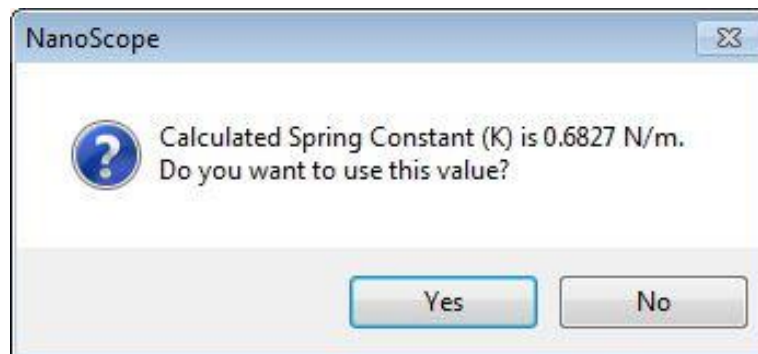 NanoScope
Calculated Spring Constant (K) is 0.6827 N/m.
Do you want to use this value?
Yes
No